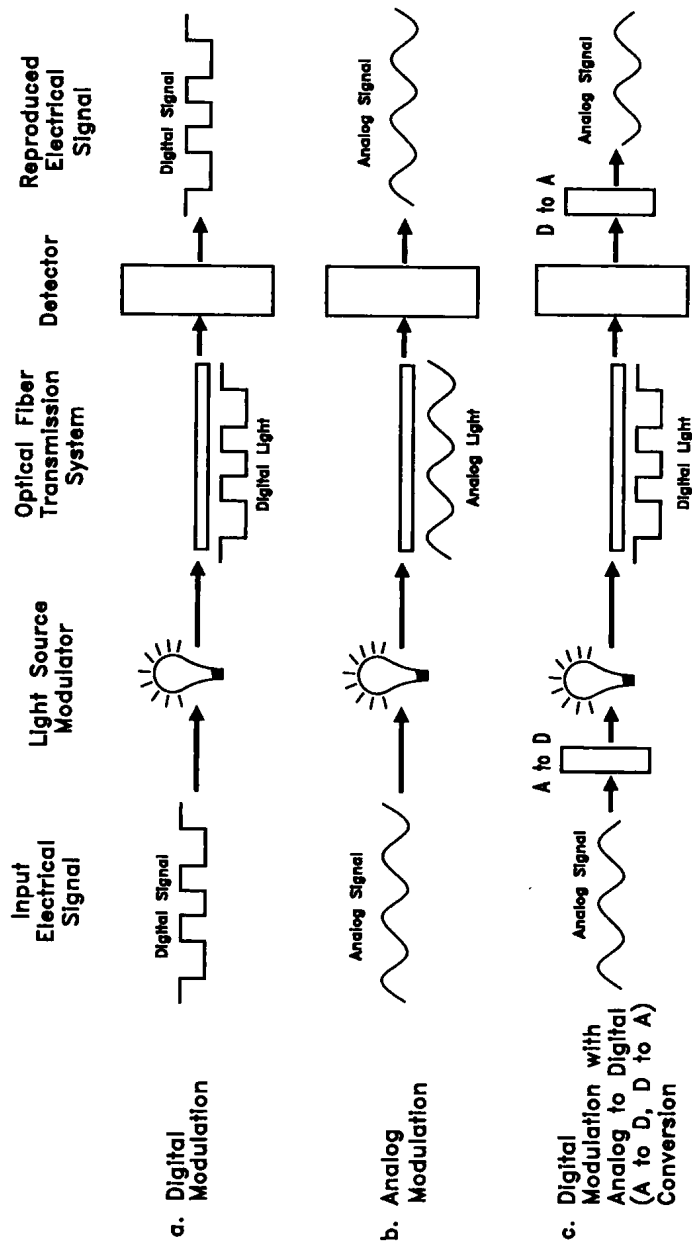 Input
Electrical
Signal
Light Source
Modulator
Optical Fiber
Transmission
System
Detector
Reproduced
Electrical
Signal
a. Digital
Modulation
Digital Signal
Digital Light
Digital Signal
b. Analog
Modulation
Analog Signal
Analog Light
Analog Signal
c. Digital
Modulation with
Analog to Digital
(A to D, D to A)
Conversion
Analog Signal
A to D
Digital Light
D to A
Analog Signal